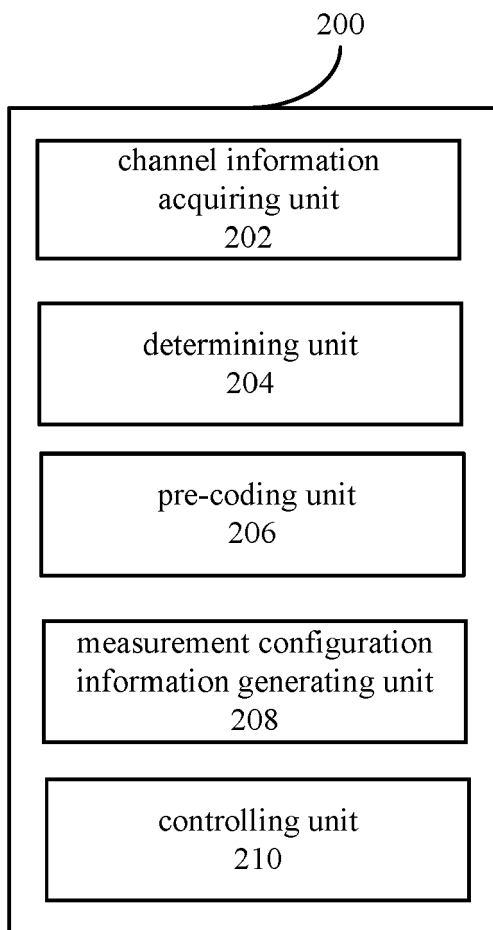 200
channel information
acquiring unit
202
determining unit
204
pre-coding unit
206
measurement configuration
information generating unit
208
controlling unit
210